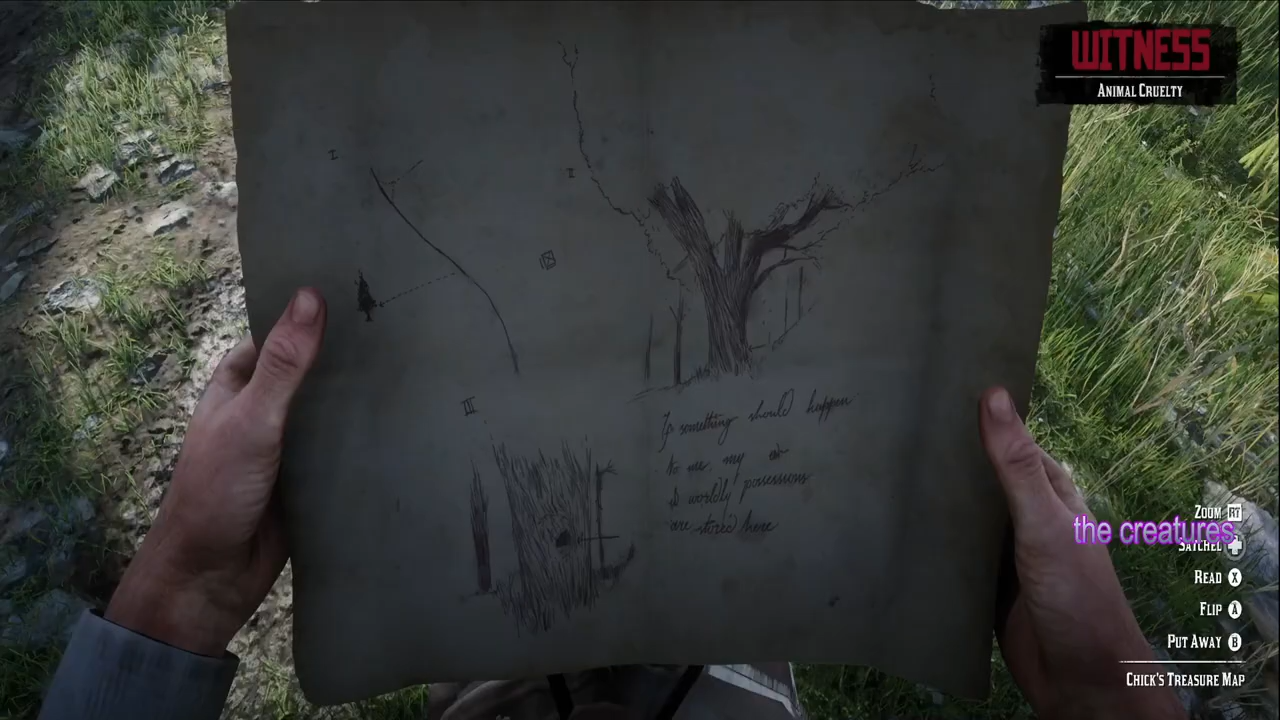 WITNESS
ANIMAL CRUELTY
I
II
III
If something should happen
to me, my
worldly possessions
are stored here
ZOOM RT
the creatures
SATCHEL
READ X
FLIP A
PUT AWAY B
CHICK'S TREASURE MAP